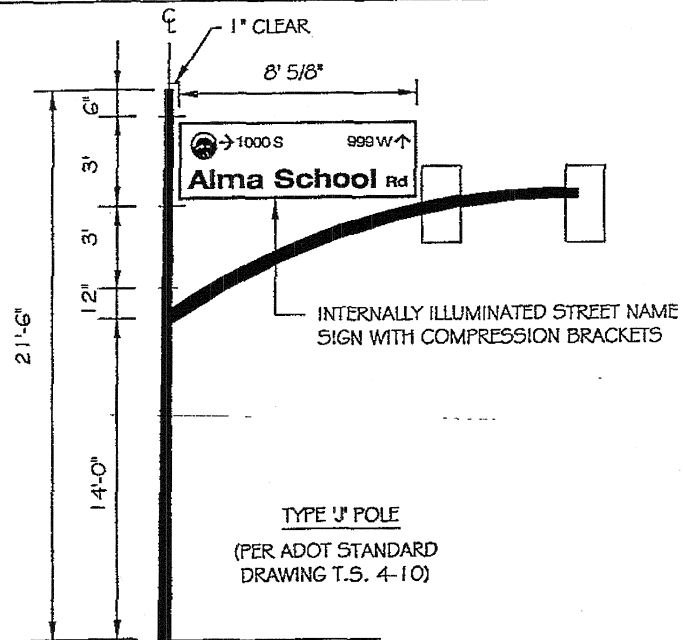 ℄
1" CLEAR
8' 5/8"
6"
3'
→1000 S 999 W↑
Alma School Rd
3'
12"
INTERNALLY ILLUMINATED STREET NAME
SIGN WITH COMPRESSION BRACKETS
21'-6"
14'-0"
TYPE 'J' POLE
(PER ADOT STANDARD
DRAWING T.S. 4-10)